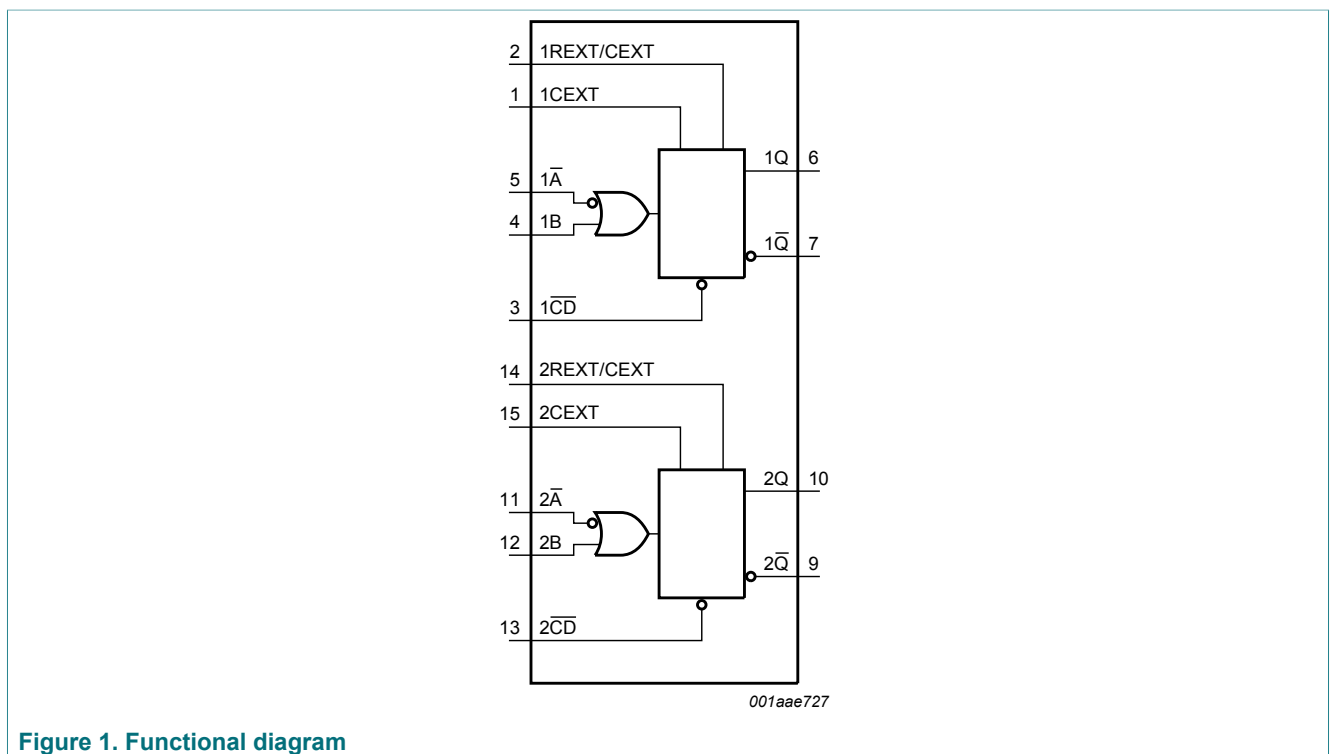 2 1REXT/CEXT
1 1CEXT
1Q 6
5 1A̅
4 1B
1Q̅ 7
3 1C̅D̅
14 2REXT/CEXT
15 2CEXT
2Q 10
11 2A̅
12 2B
2Q̅ 9
13 2C̅D̅
001aae727
Figure 1. Functional diagram